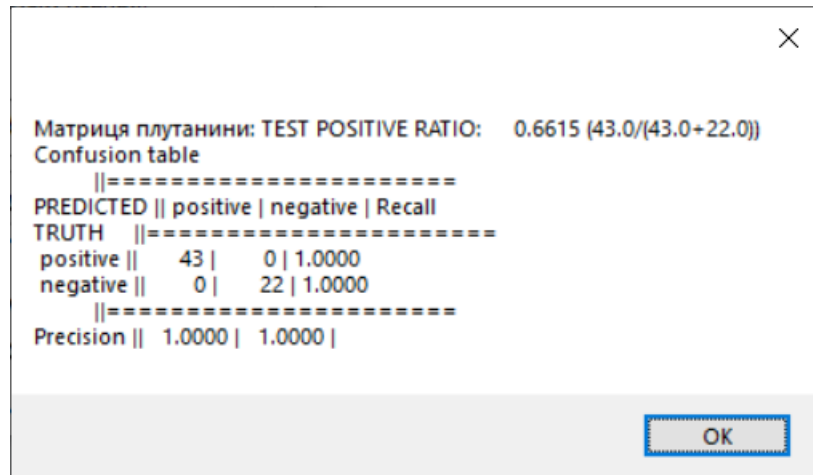 Матриця плутанини: TEST POSITIVE RATIO: 0.6615 (43.0/(43.0+22.0))
Confusion table
||======================
PREDICTED || positive | negative | Recall
TRUTH ||======================
positive || 43 | 0 | 1.0000
negative || 0 | 22 | 1.0000
||======================
Precision || 1.0000 | 1.0000 |
OK